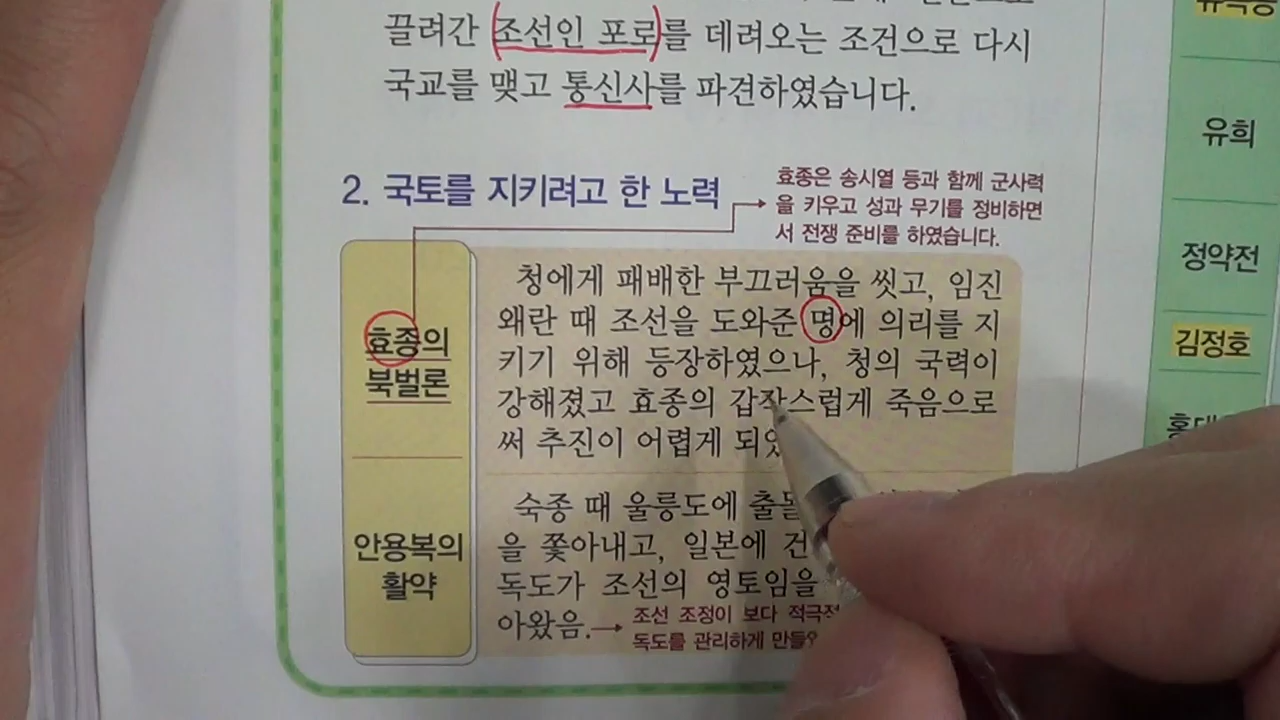 끌려간 (조선인 포로)를 데려오는 조건으로 다시
국교를 맺고 통신사를 파견하였습니다.
2. 국토를 지키려고 한 노력
효종은 송시열 등과 함께 군사력
을 키우고 성과 무기를 정비하면
서 전쟁 준비를 하였습니다.
효종의
북벌론
청에게 패배한 부끄러움을 씻고, 임진
왜란 때 조선을 도와준 명에 의리를 지
키기 위해 등장하였으나, 청의 국력이
강해졌고 효종의 갑작스럽게 죽음으로
써 추진이 어렵게
안용복의
활약
숙종 때 울릉도에
을 쫓아내고, 일본에
독도가 조선의 영토임을
아왔음.→
조선 조정이 보다
독도를 관리하게
유희
정약전
김정호